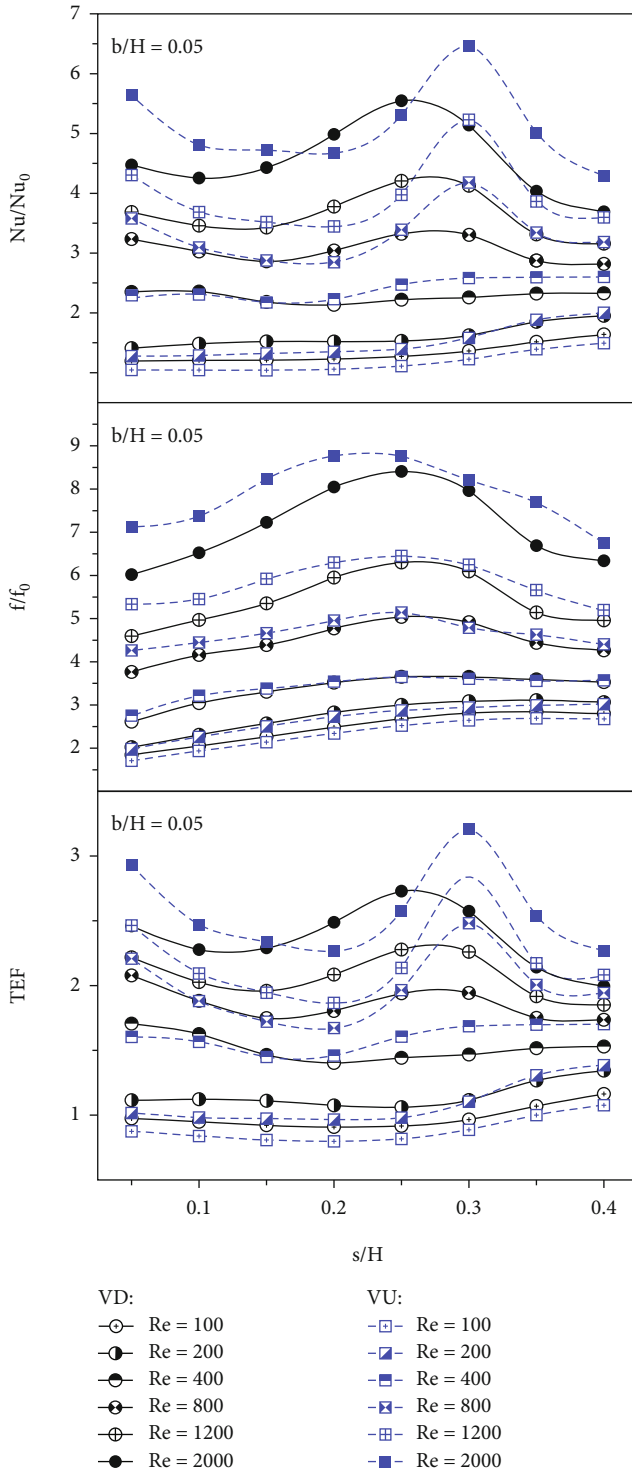 7
b/H = 0.05
6
5
4
3
2
Nu/Nu₀
b/H = 0.05
9
8
7
6
5
4
3
2
f/f₀
b/H = 0.05
3
2
1
TEF
0.1 0.2 0.3 0.4
s/H
VD: VU:
Re = 100 Re = 100
Re = 200 Re = 200
Re = 400 Re = 400
Re = 800 Re = 800
Re = 1200 Re = 1200
Re = 2000 Re = 2000